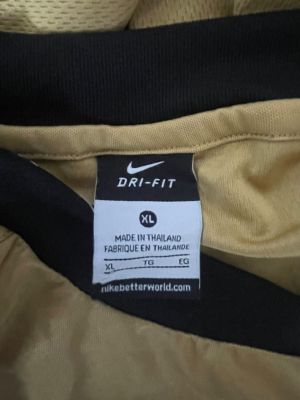 DRI-FIT
XL
MADE IN THAILAND
FABRIQUE EN THAILANDE
XL TG EG
nikebetterworld.com